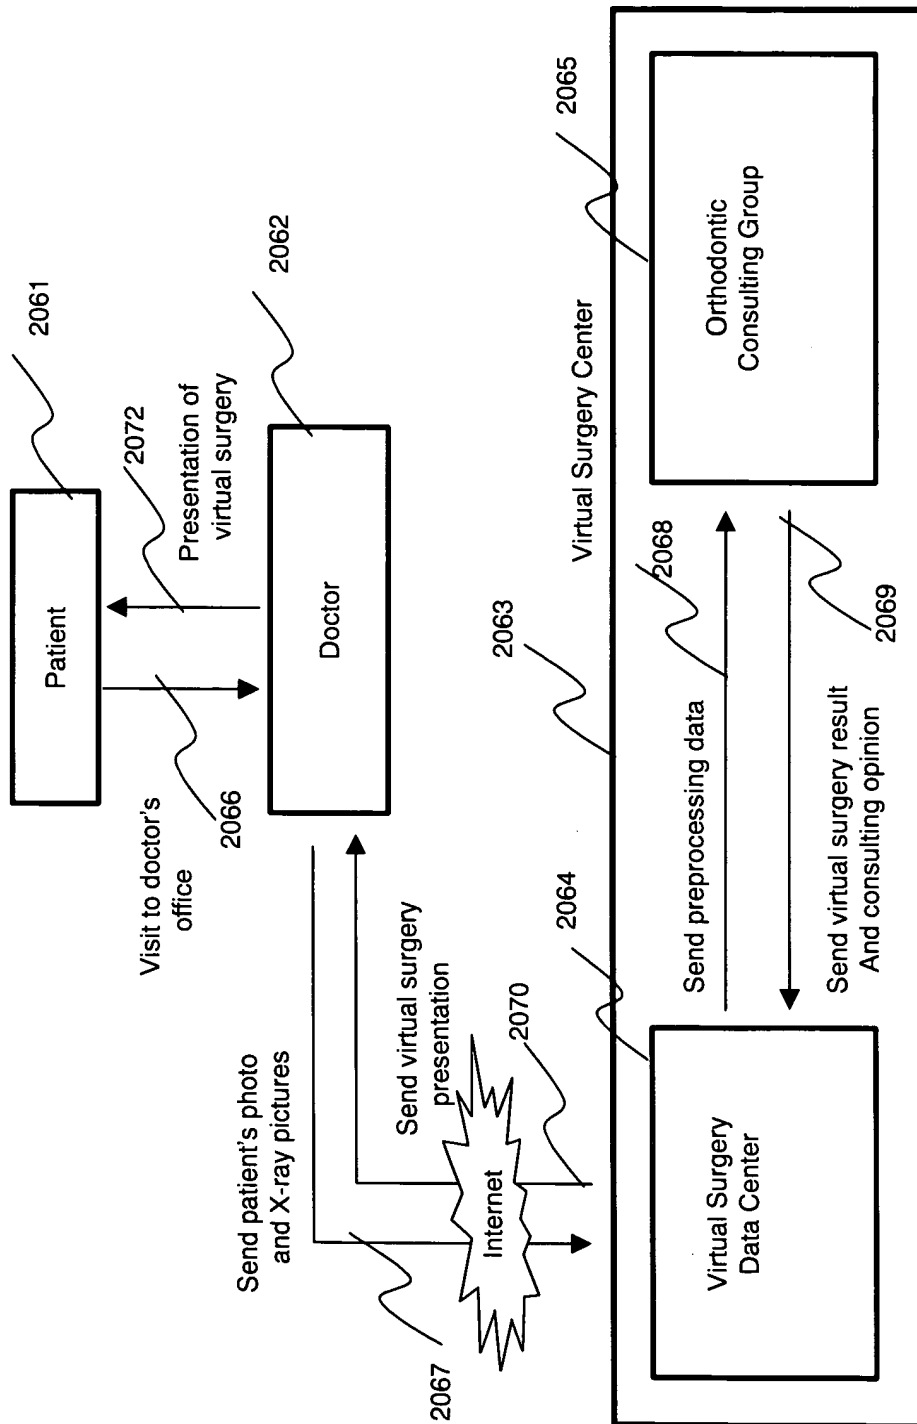 2061
Patient
2072
Presentation of
virtual surgery
2062
Visit to doctor's
office
2066
Doctor
Send patient's photo
and X-ray pictures
Send virtual surgery
presentation
2067
Internet
2070
2063
Virtual Surgery Center
2064
2065
Virtual Surgery
Data Center
Send preprocessing data
2068
Send virtual surgery result
And consulting opinion
2069
Orthodontic
Consulting Group